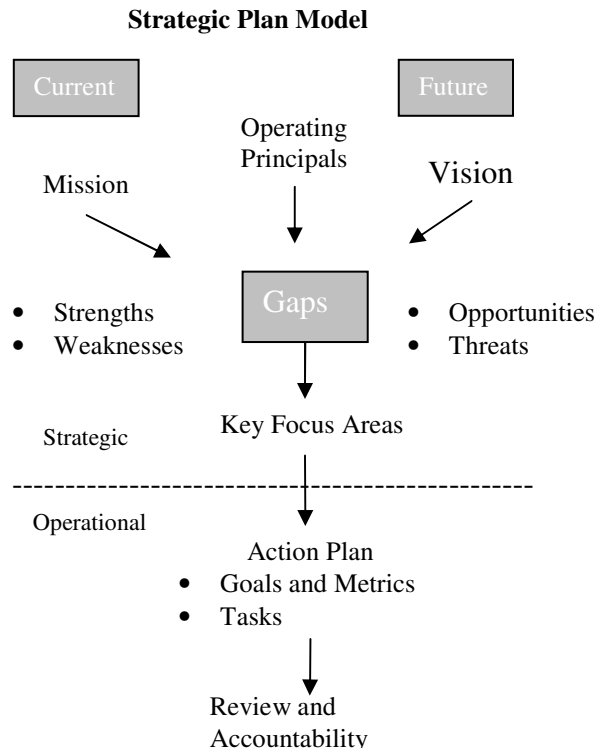 Strategic Plan Model
Current
Future
Operating
Principals
Mission
Vision
Gaps
• Strengths
• Weaknesses
• Opportunities
• Threats
Key Focus Areas
Strategic
Operational
Action Plan
• Goals and Metrics
• Tasks
Review and
Accountability